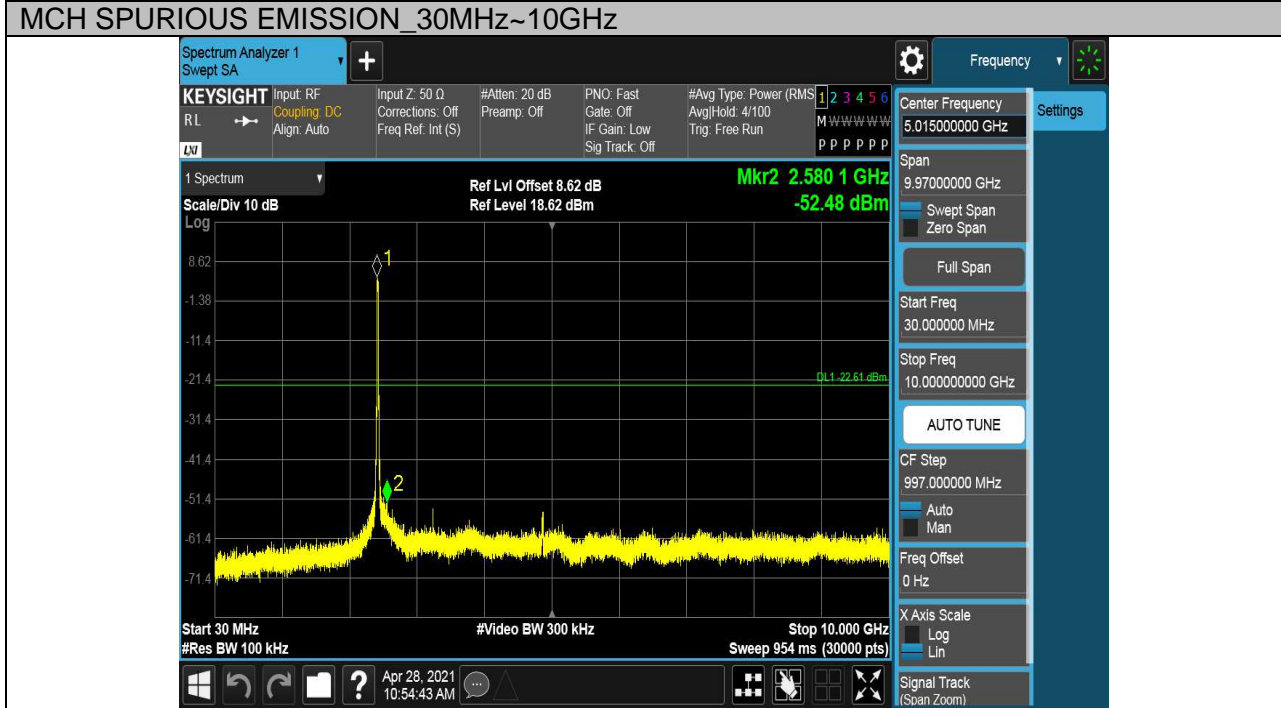 MCH SPURIOUS EMISSION_30MHz~10GHz
Spectrum Analyzer 1
Swept SA
Frequency
KEYSIGHT
RL
LXI
Input: RF
Coupling: DC
Align: Auto
Input Z: 50 Ω
Corrections: Off
Freq Ref: Int (S)
#Atten: 20 dB
Preamp: Off
PNO: Fast
Gate: Off
IF Gain: Low
Sig Track: Off
#Avg Type: Power (RMS
Avg|Hold: 4/100
Trig: Free Run
1 2 3 4 5 6
M W W W W W
P P P P P P
1 Spectrum
Scale/Div 10 dB
Log
Ref Lvl Offset 8.62 dB
Ref Level 18.62 dBm
Mkr2 2.580 1 GHz
-52.48 dBm
8.62
-1.38
-11.4
-21.4
-31.4
-41.4
-51.4
-61.4
-71.4
1
2
DL1 -22.61 dBm
Start 30 MHz
#Res BW 100 kHz
#Video BW 300 kHz
Stop 10.000 GHz
Sweep 954 ms (30000 pts)
Center Frequency
5.015000000 GHz
Settings
Span
9.97000000 GHz
Swept Span
Zero Span
Full Span
Start Freq
30.000000 MHz
Stop Freq
10.000000000 GHz
AUTO TUNE
CF Step
997.000000 MHz
Auto
Man
Freq Offset
0 Hz
X Axis Scale
Log
Lin
Signal Track
(Span Zoom)
?
Apr 28, 2021
10:54:43 AM